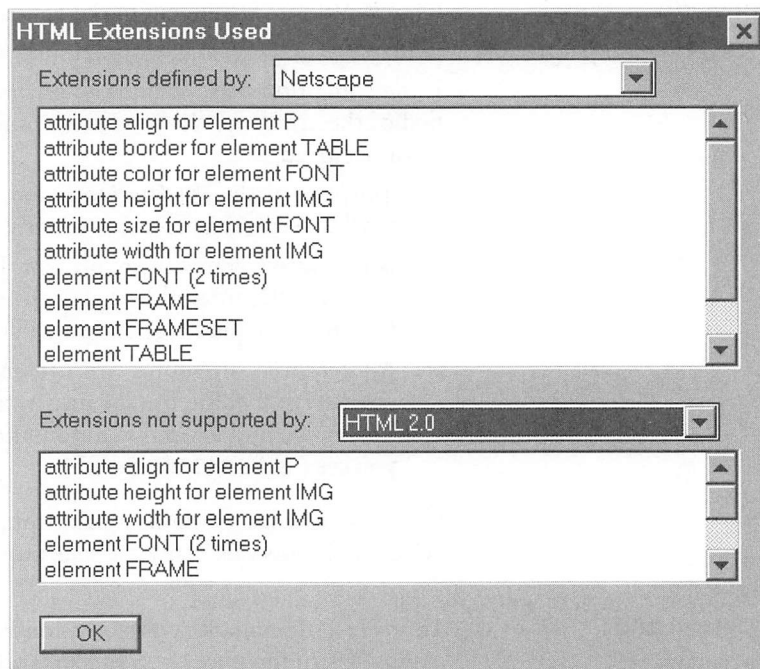 HTML Extensions Used
Extensions defined by: Netscape
attribute align for element P
attribute border for element TABLE
attribute color for element FONT
attribute height for element IMG
attribute size for element FONT
attribute width for element IMG
element FONT (2 times)
element FRAME
element FRAMESET
element TABLE
Extensions not supported by: HTML 2.0
attribute align for element P
attribute height for element IMG
attribute width for element IMG
element FONT (2 times)
element FRAME
OK